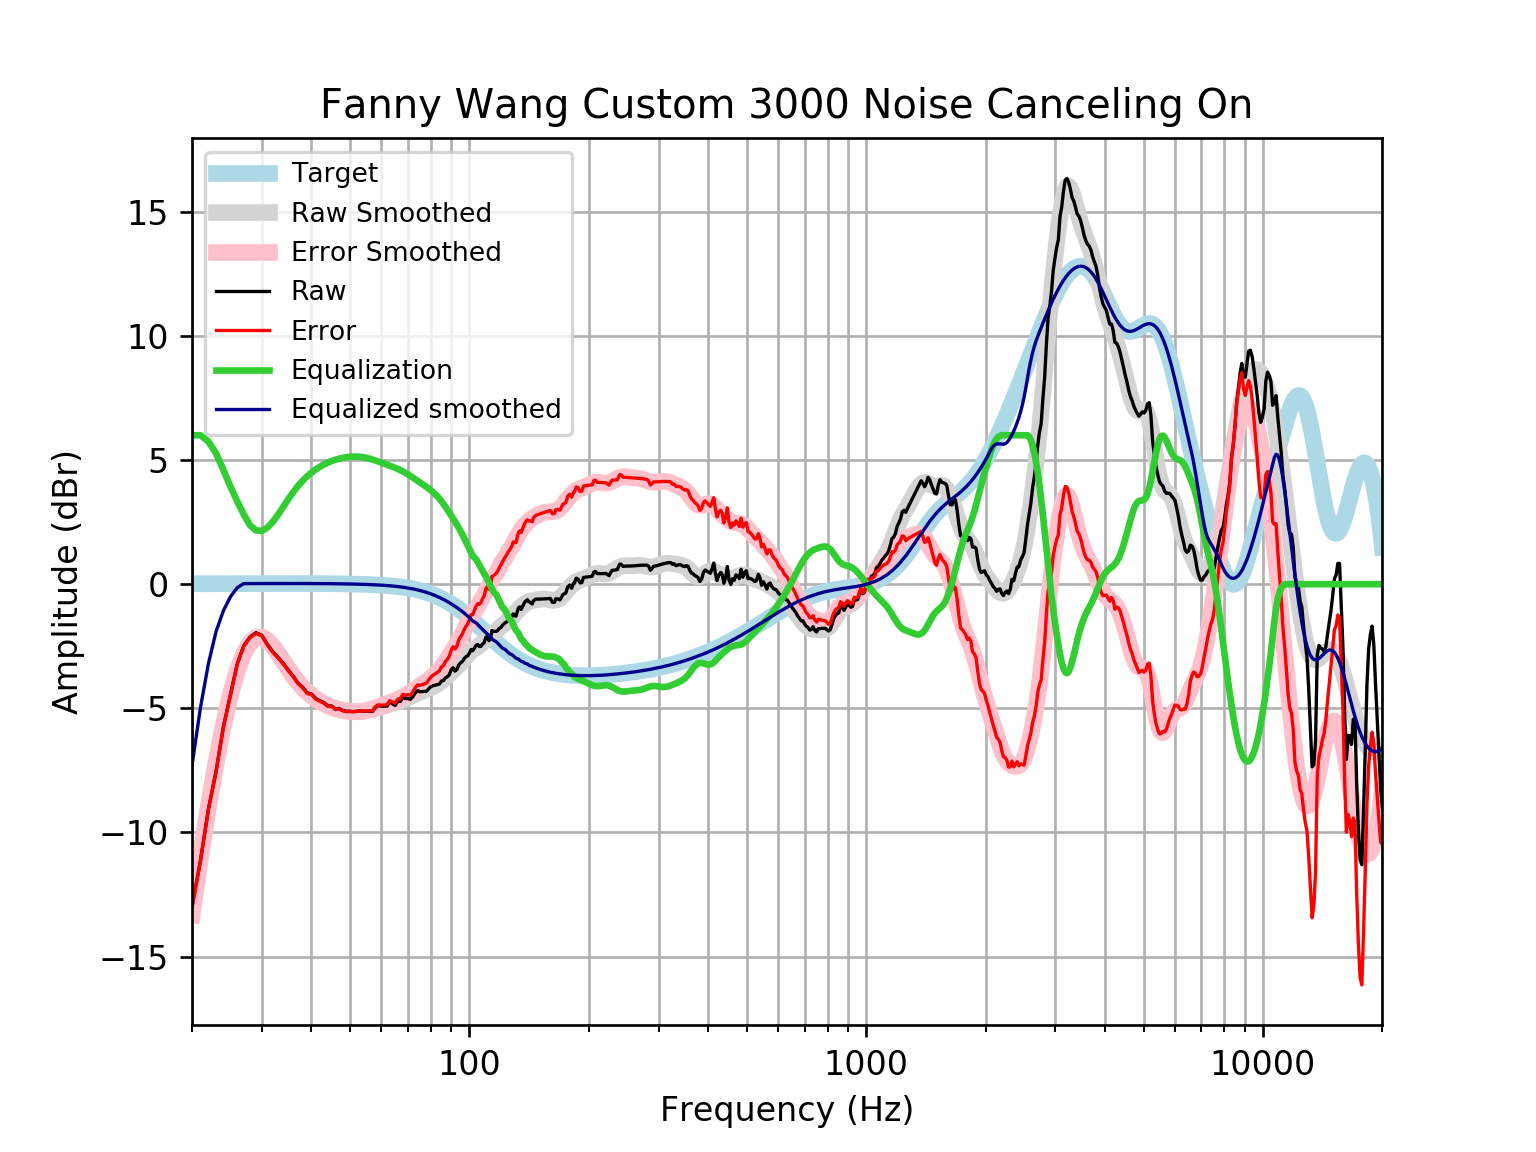 Fanny Wang Custom 3000 Noise Canceling On
Target
Raw Smoothed
Error Smoothed
Raw
Error
Equalization
Equalized smoothed
15
10
5
0
−5
−10
−15
Amplitude (dBr)
100 1000 10000
Frequency (Hz)